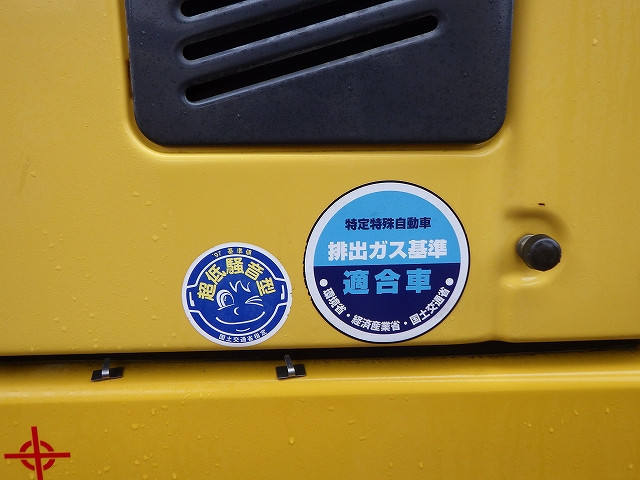 '97 基準値
超低騒音型
国土交通省指定
特定特殊自動車
排出ガス基準
適合車
● 環境省・経済産業省・国土交通省 ●